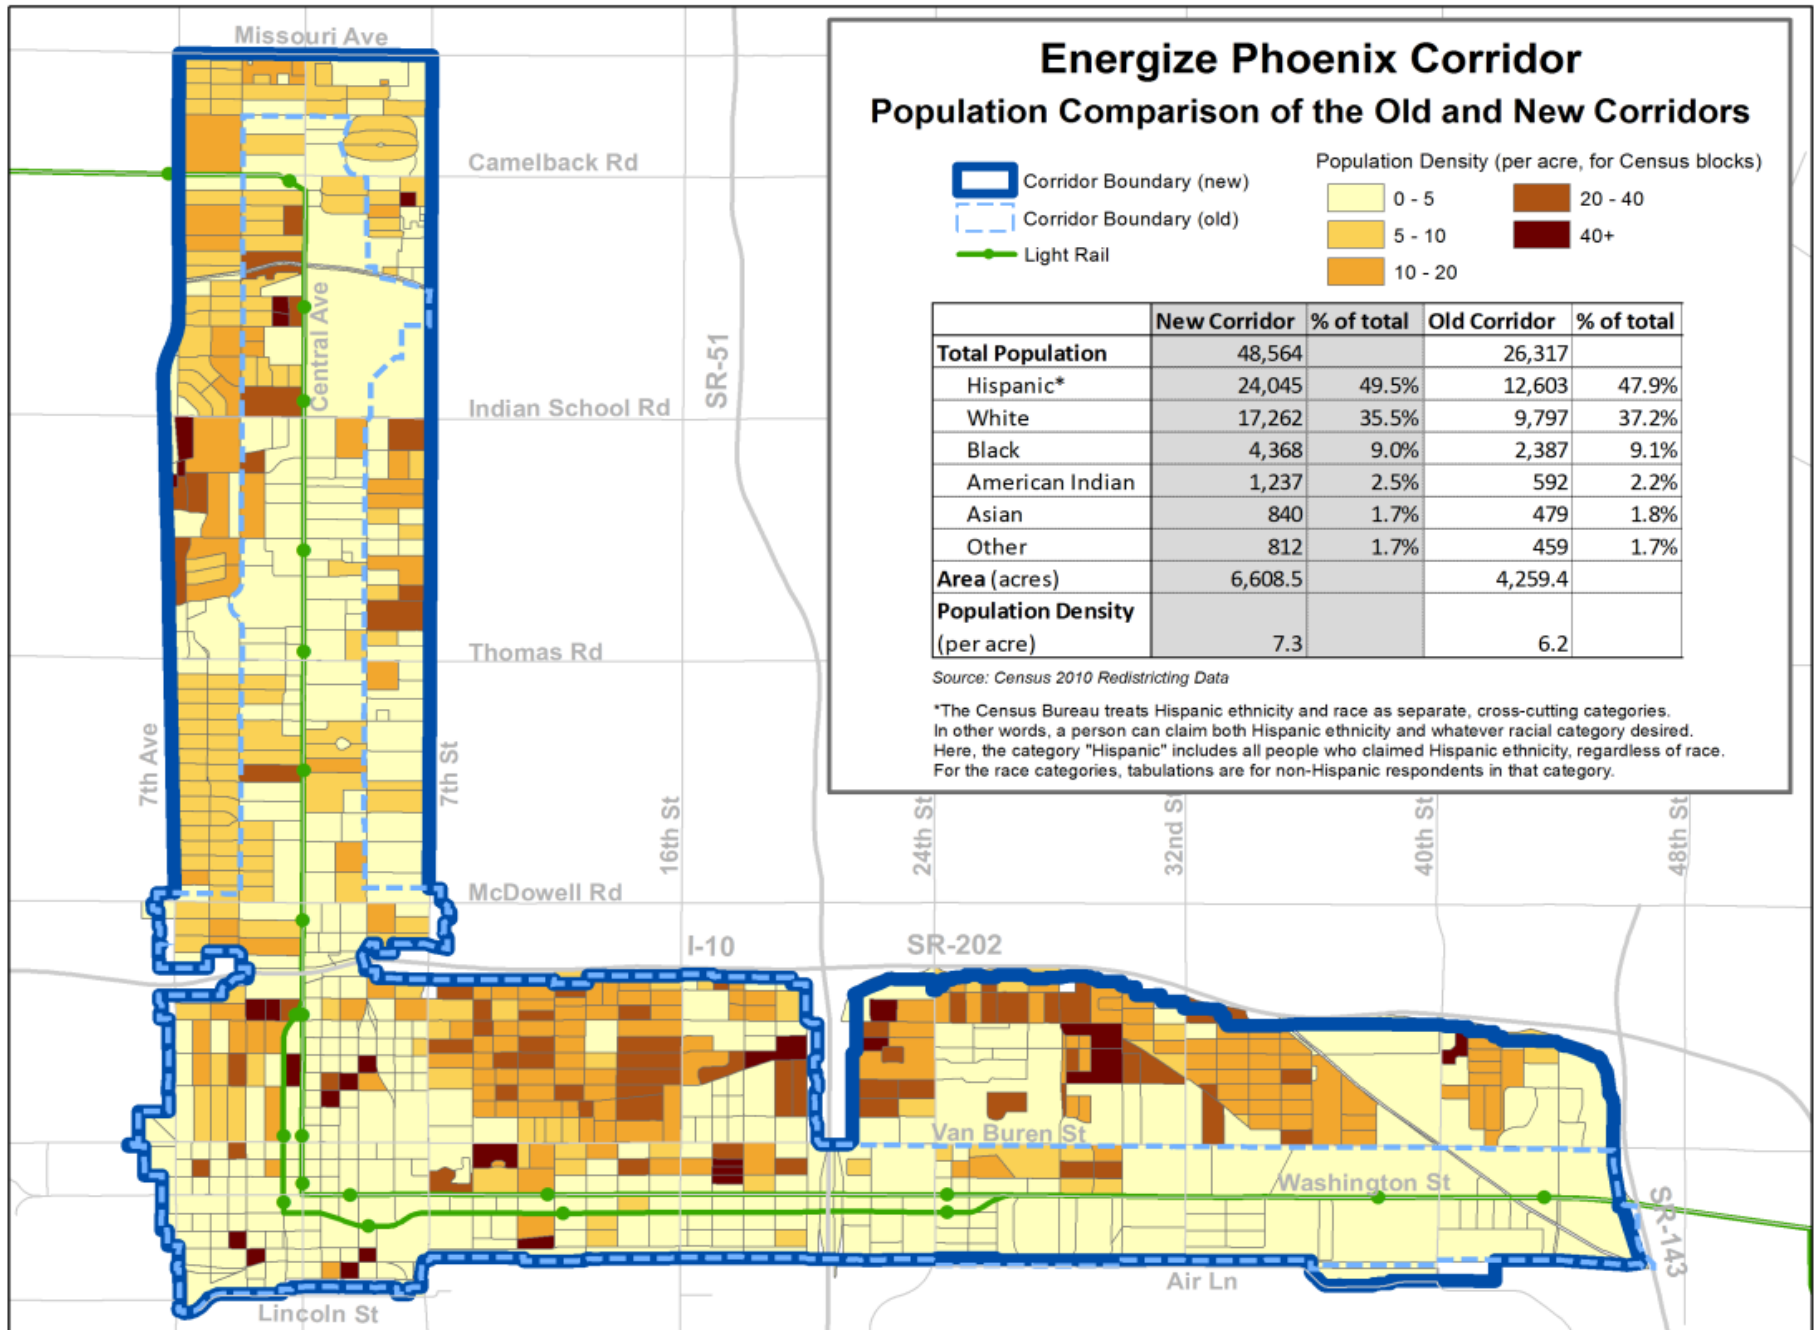 Energize Phoenix Corridor
Population Comparison of the Old and New Corridors
Corridor Boundary (new)
Corridor Boundary (old)
Light Rail
Population Density (per acre, for Census blocks)
0 - 5
5 - 10
10 - 20
20 - 40
40+
New Corridor % of total Old Corridor % of total
Total Population 48,564 26,317
Hispanic* 24,045 49.5% 12,603 47.9%
White 17,262 35.5% 9,797 37.2%
Black 4,368 9.0% 2,387 9.1%
American Indian 1,237 2.5% 592 2.2%
Asian 840 1.7% 479 1.8%
Other 812 1.7% 459 1.7%
Area (acres) 6,608.5 4,259.4
Population Density
(per acre) 7.3 6.2
Source: Census 2010 Redistricting Data
*The Census Bureau treats Hispanic ethnicity and race as separate, cross-cutting categories.
In other words, a person can claim both Hispanic ethnicity and whatever racial category desired.
Here, the category "Hispanic" includes all people who claimed Hispanic ethnicity, regardless of race.
For the race categories, tabulations are for non-Hispanic respondents in that category.
Missouri Ave
Camelback Rd
Central Ave
SR-51
Indian School Rd
Thomas Rd
7th Ave
7th St
16th St
24th St
32nd St
40th St
48th St
McDowell Rd
I-10
SR-202
Van Buren St
Washington St
SR-143
Air Ln
Lincoln St